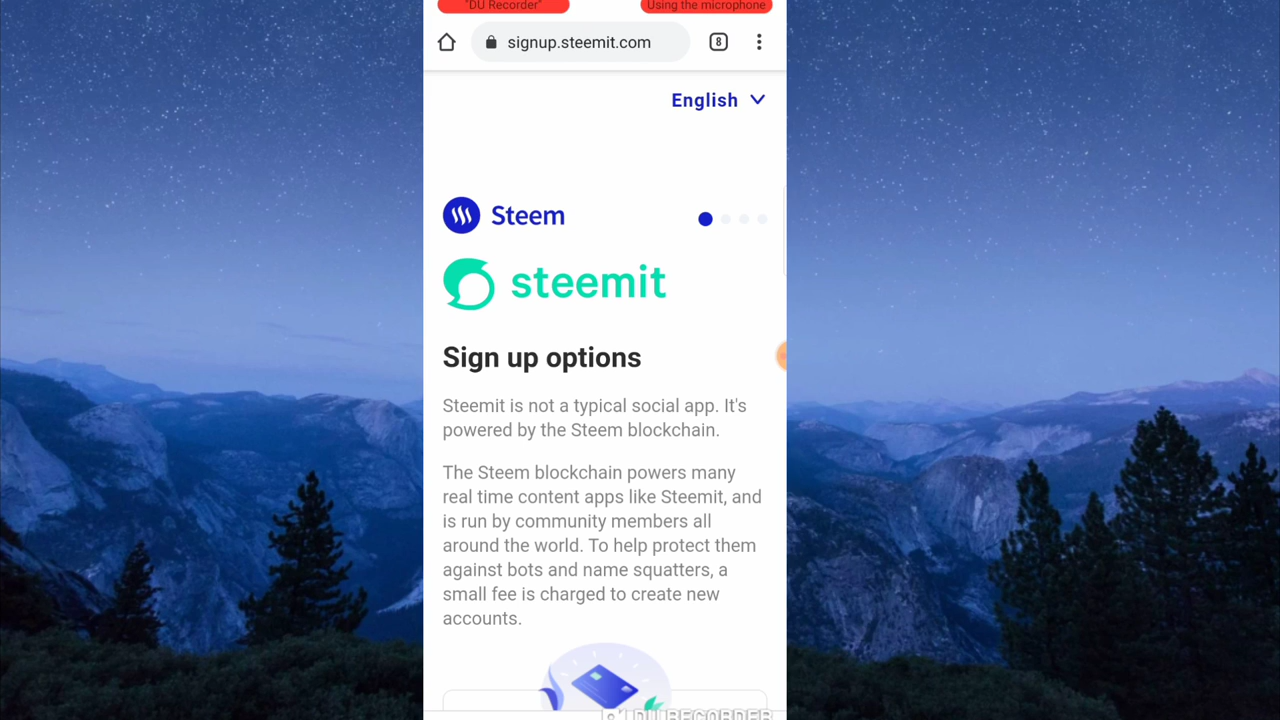 "DU Recorder"
Using the microphone
signup.steemit.com
8
English
Steem
steemit
Sign up options
Steemit is not a typical social app. It's
powered by the Steem blockchain.
The Steem blockchain powers many
real time content apps like Steemit, and
is run by community members all
around the world. To help protect them
against bots and name squatters, a
small fee is charged to create new
accounts.
DU RECORDER